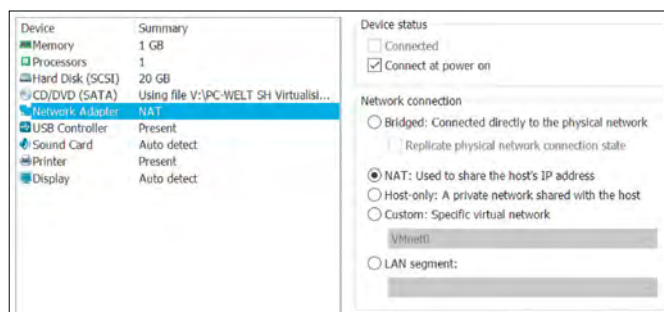 Device Summary
Memory 1 GB
Processors 1
Hard Disk (SCSI) 20 GB
CD/DVD (SATA) Using file V:\PC-WELT SH Virtualisi...
Network Adapter NAT
USB Controller Present
Sound Card Auto detect
Printer Present
Display Auto detect
Device status
Connected
Connect at power on
Network connection
Bridged: Connected directly to the physical network
Replicate physical network connection state
NAT: Used to share the host's IP address
Host-only: A private network shared with the host
Custom: Specific virtual network
VMnet0
LAN segment: